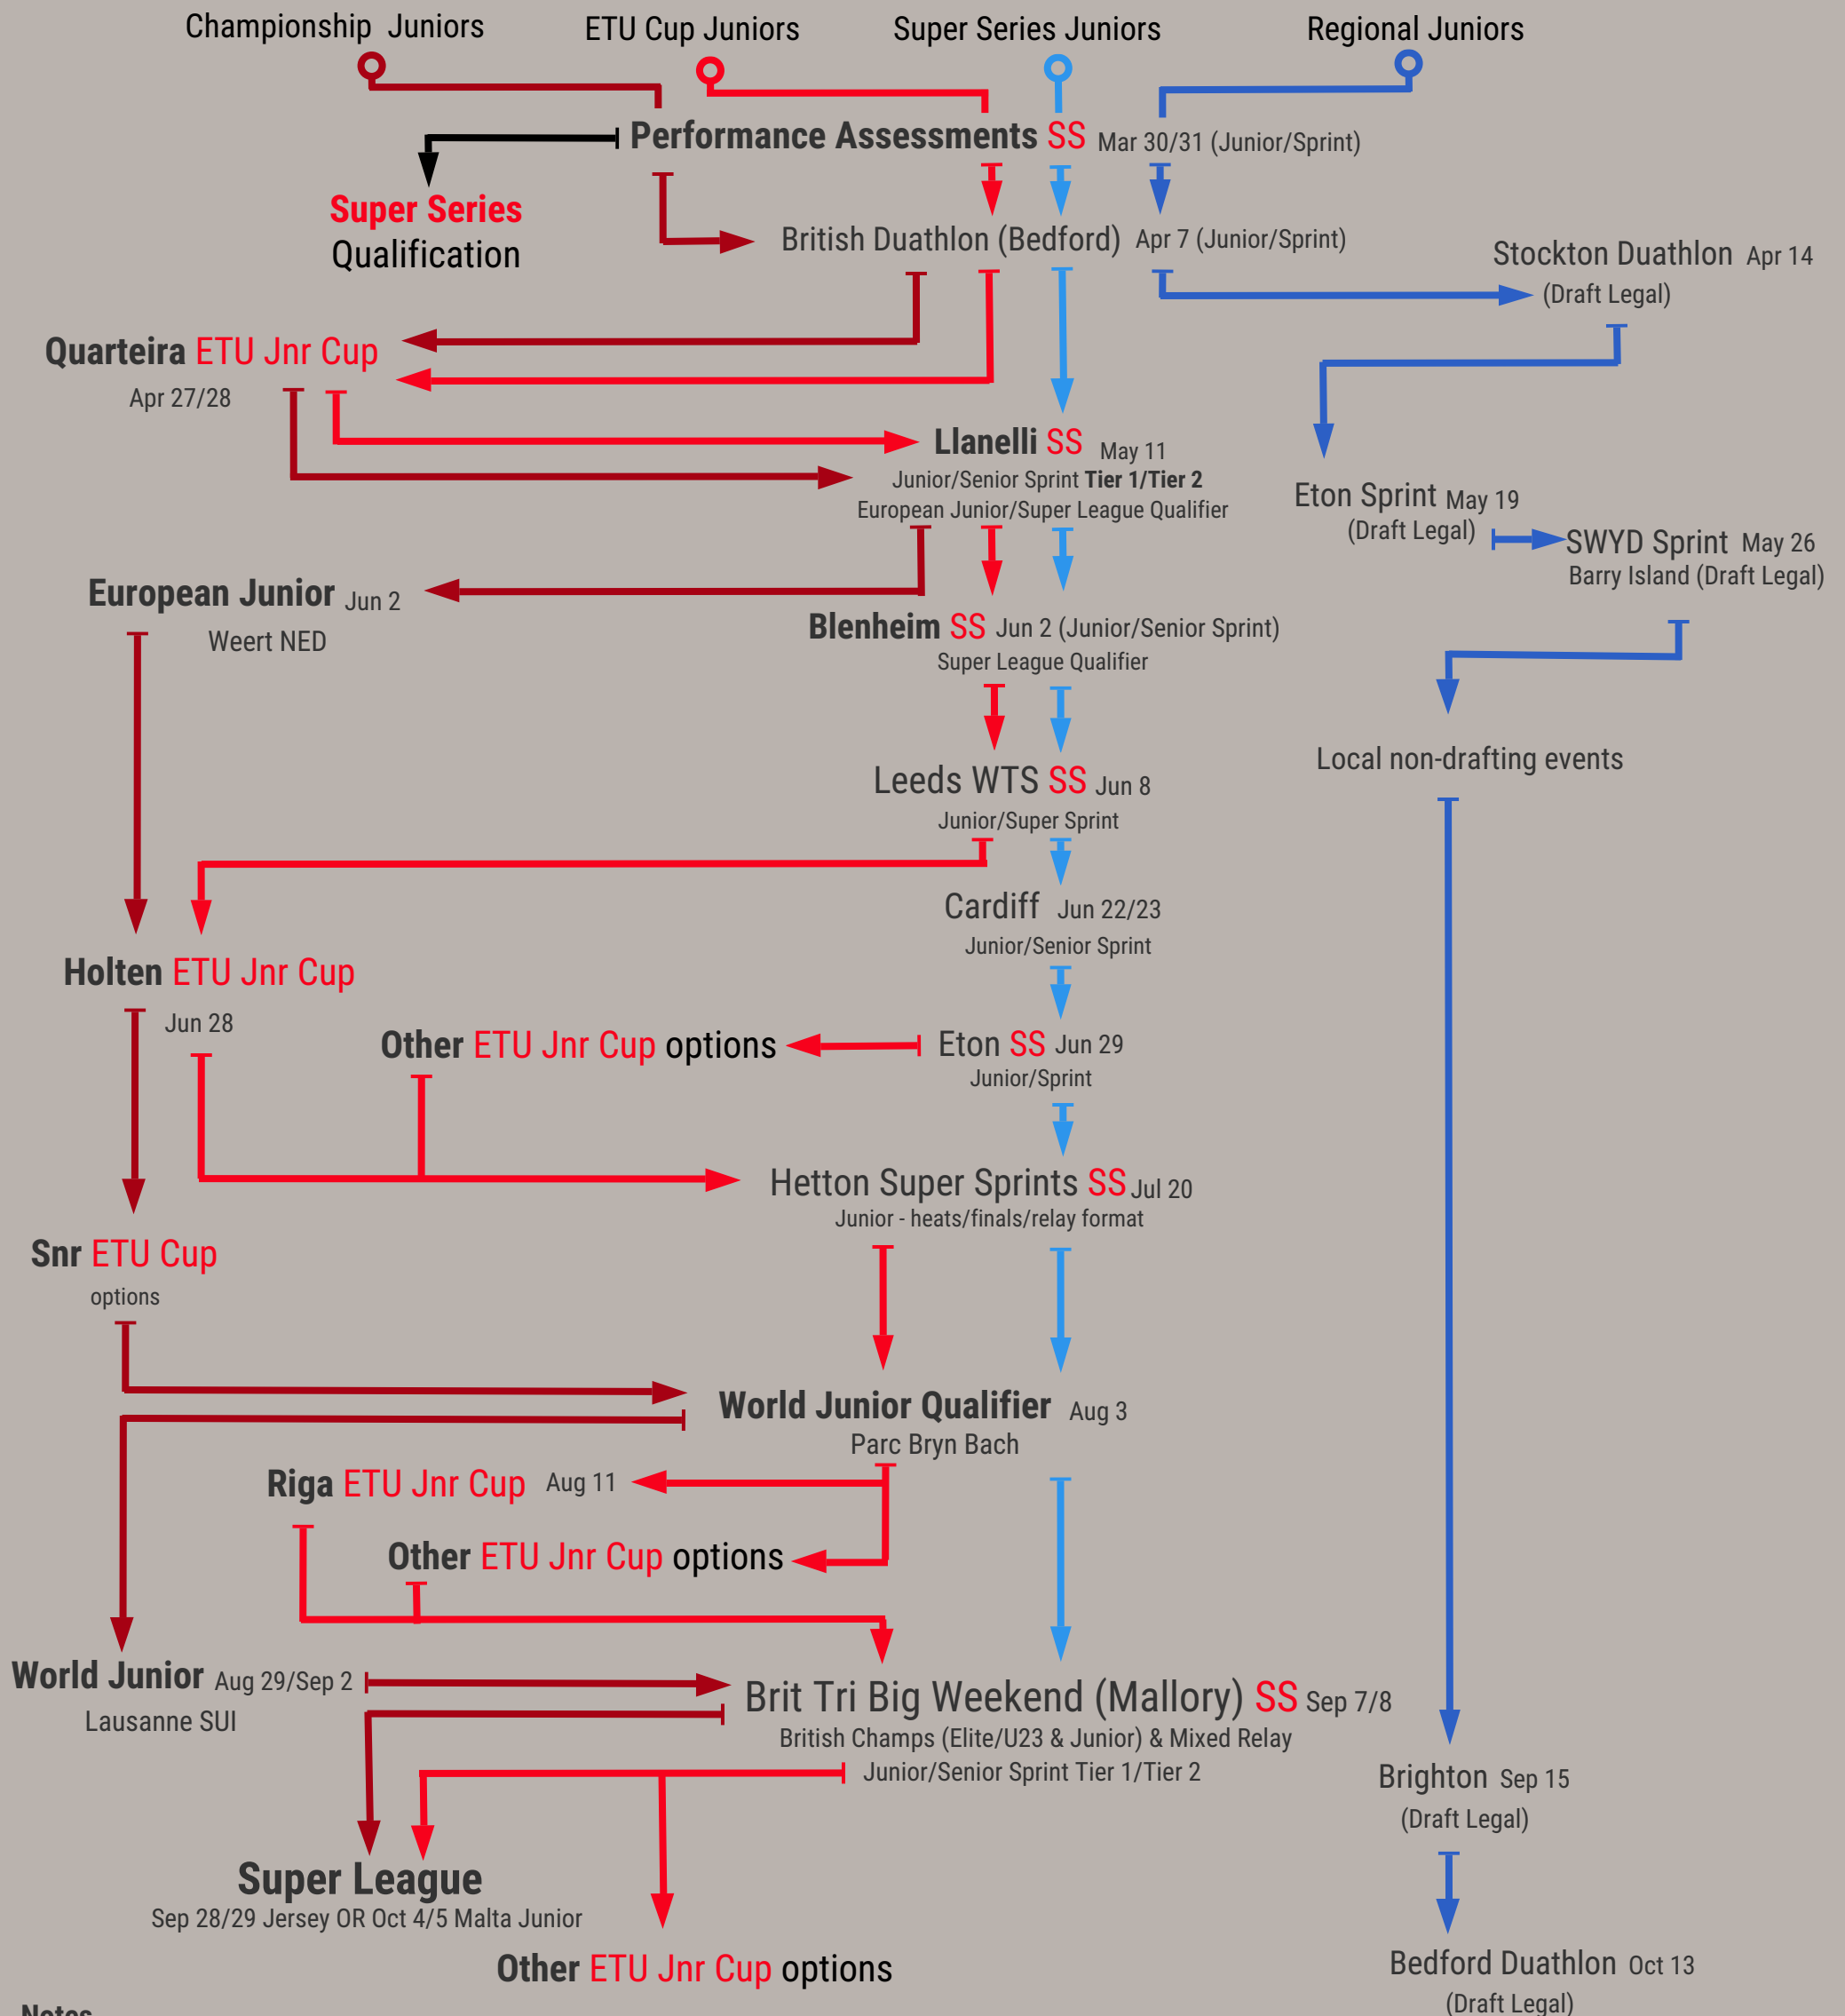 Championship  Juniors
ETU Cup Juniors
Super Series Juniors
Regional Juniors
Performance Assessments SS Mar 30/31 (Junior/Sprint)
Super Series
Qualification
British Duathlon (Bedford) Apr 7 (Junior/Sprint)
Stockton Duathlon Apr 14
(Draft Legal)
Quarteira ETU Jnr Cup
Apr 27/28
Llanelli SS May 11
Junior/Senior Sprint Tier 1/Tier 2
European Junior/Super League Qualifier
Eton Sprint May 19
(Draft Legal)
SWYD Sprint May 26
Barry Island (Draft Legal)
European Junior Jun 2
Weert NED
Blenheim SS Jun 2 (Junior/Senior Sprint)
Super League Qualifier
Leeds WTS SS Jun 8
Junior/Super Sprint
Local non-drafting events
Cardiff Jun 22/23
Junior/Senior Sprint
Holten ETU Jnr Cup
Jun 28
Other ETU Jnr Cup options
Eton SS Jun 29
Junior/Sprint
Hetton Super Sprints SS Jul 20
Junior - heats/finals/relay format
Snr ETU Cup
options
World Junior Qualifier Aug 3
Parc Bryn Bach
Riga ETU Jnr Cup Aug 11
Other ETU Jnr Cup options
World Junior Aug 29/Sep 2
Lausanne SUI
Brit Tri Big Weekend (Mallory) SS Sep 7/8
British Champs (Elite/U23 & Junior) & Mixed Relay
Junior/Senior Sprint Tier 1/Tier 2
Brighton Sep 15
(Draft Legal)
Super League
Sep 28/29 Jersey OR Oct 4/5 Malta Junior
Other ETU Jnr Cup options
Bedford Duathlon Oct 13
(Draft Legal)
Notes